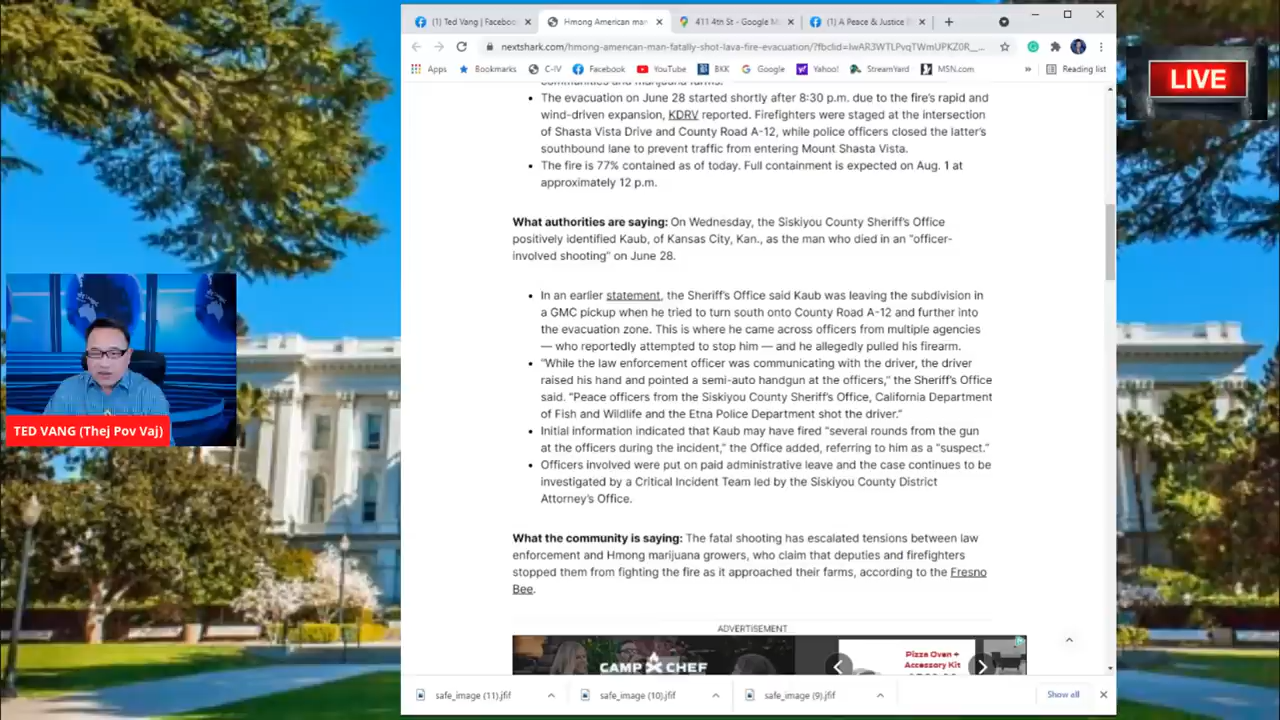 (1) Ted Vang | Facebook
Hmong American man
411 4th St - Google M
(1) A Peace & Justice
nextshark.com/hmong-american-man-fatally-shot-lava-fire-evacuation/?fbclid=IwAR3WTLPvqTWmUPKZ0R__...
Apps
Bookmarks
C-IV
Facebook
YouTube
BKK
Google
Yahoo!
StreamYard
MSN.com
»
Reading list
LIVE
communities and marijuana farms.
• The evacuation on June 28 started shortly after 8:30 p.m. due to the fire's rapid and
wind-driven expansion, KDRV reported. Firefighters were staged at the intersection
of Shasta Vista Drive and County Road A-12, while police officers closed the latter's
southbound lane to prevent traffic from entering Mount Shasta Vista.
• The fire is 77% contained as of today. Full containment is expected on Aug. 1 at
approximately 12 p.m.
What authorities are saying: On Wednesday, the Siskiyou County Sheriff's Office
positively identified Kaub, of Kansas City, Kan., as the man who died in an "officer-
involved shooting" on June 28.
• In an earlier statement, the Sheriff's Office said Kaub was leaving the subdivision in
a GMC pickup when he tried to turn south onto County Road A-12 and further into
the evacuation zone. This is where he came across officers from multiple agencies
— who reportedly attempted to stop him — and he allegedly pulled his firearm.
• "While the law enforcement officer was communicating with the driver, the driver
raised his hand and pointed a semi-auto handgun at the officers," the Sheriff's Office
said. "Peace officers from the Siskiyou County Sheriff's Office, California Department
of Fish and Wildlife and the Etna Police Department shot the driver."
• Initial information indicated that Kaub may have fired "several rounds from the gun
at the officers during the incident," the Office added, referring to him as a "suspect."
• Officers involved were put on paid administrative leave and the case continues to be
investigated by a Critical Incident Team led by the Siskiyou County District
Attorney's Office.
What the community is saying: The fatal shooting has escalated tensions between law
enforcement and Hmong marijuana growers, who claim that deputies and firefighters
stopped them from fighting the fire as it approached their farms, according to the Fresno
Bee.
ADVERTISEMENT
CAMP CHEF
Pizza Oven +
Accessory Kit
TED VANG (Thej Pov Vaj)
safe_image (11).jfif
safe_image (10).jfif
safe_image (9).jfif
Show all